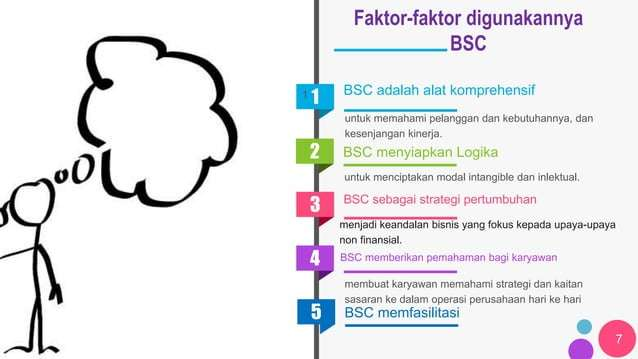 Faktor-faktor digunakannya
BSC
1 BSC adalah alat komprehensif
untuk memahami pelanggan dan kebutuhannya, dan
kesenjangan kinerja.
2 BSC menyiapkan Logika
untuk menciptakan modal intangible dan inlektual.
3 BSC sebagai strategi pertumbuhan
menjadi keandalan bisnis yang fokus kepada upaya-upaya
non finansial.
4 BSC memberikan pemahaman bagi karyawan
membuat karyawan memahami strategi dan kaitan
sasaran ke dalam operasi perusahaan hari ke hari
5 BSC memfasilitasi
7